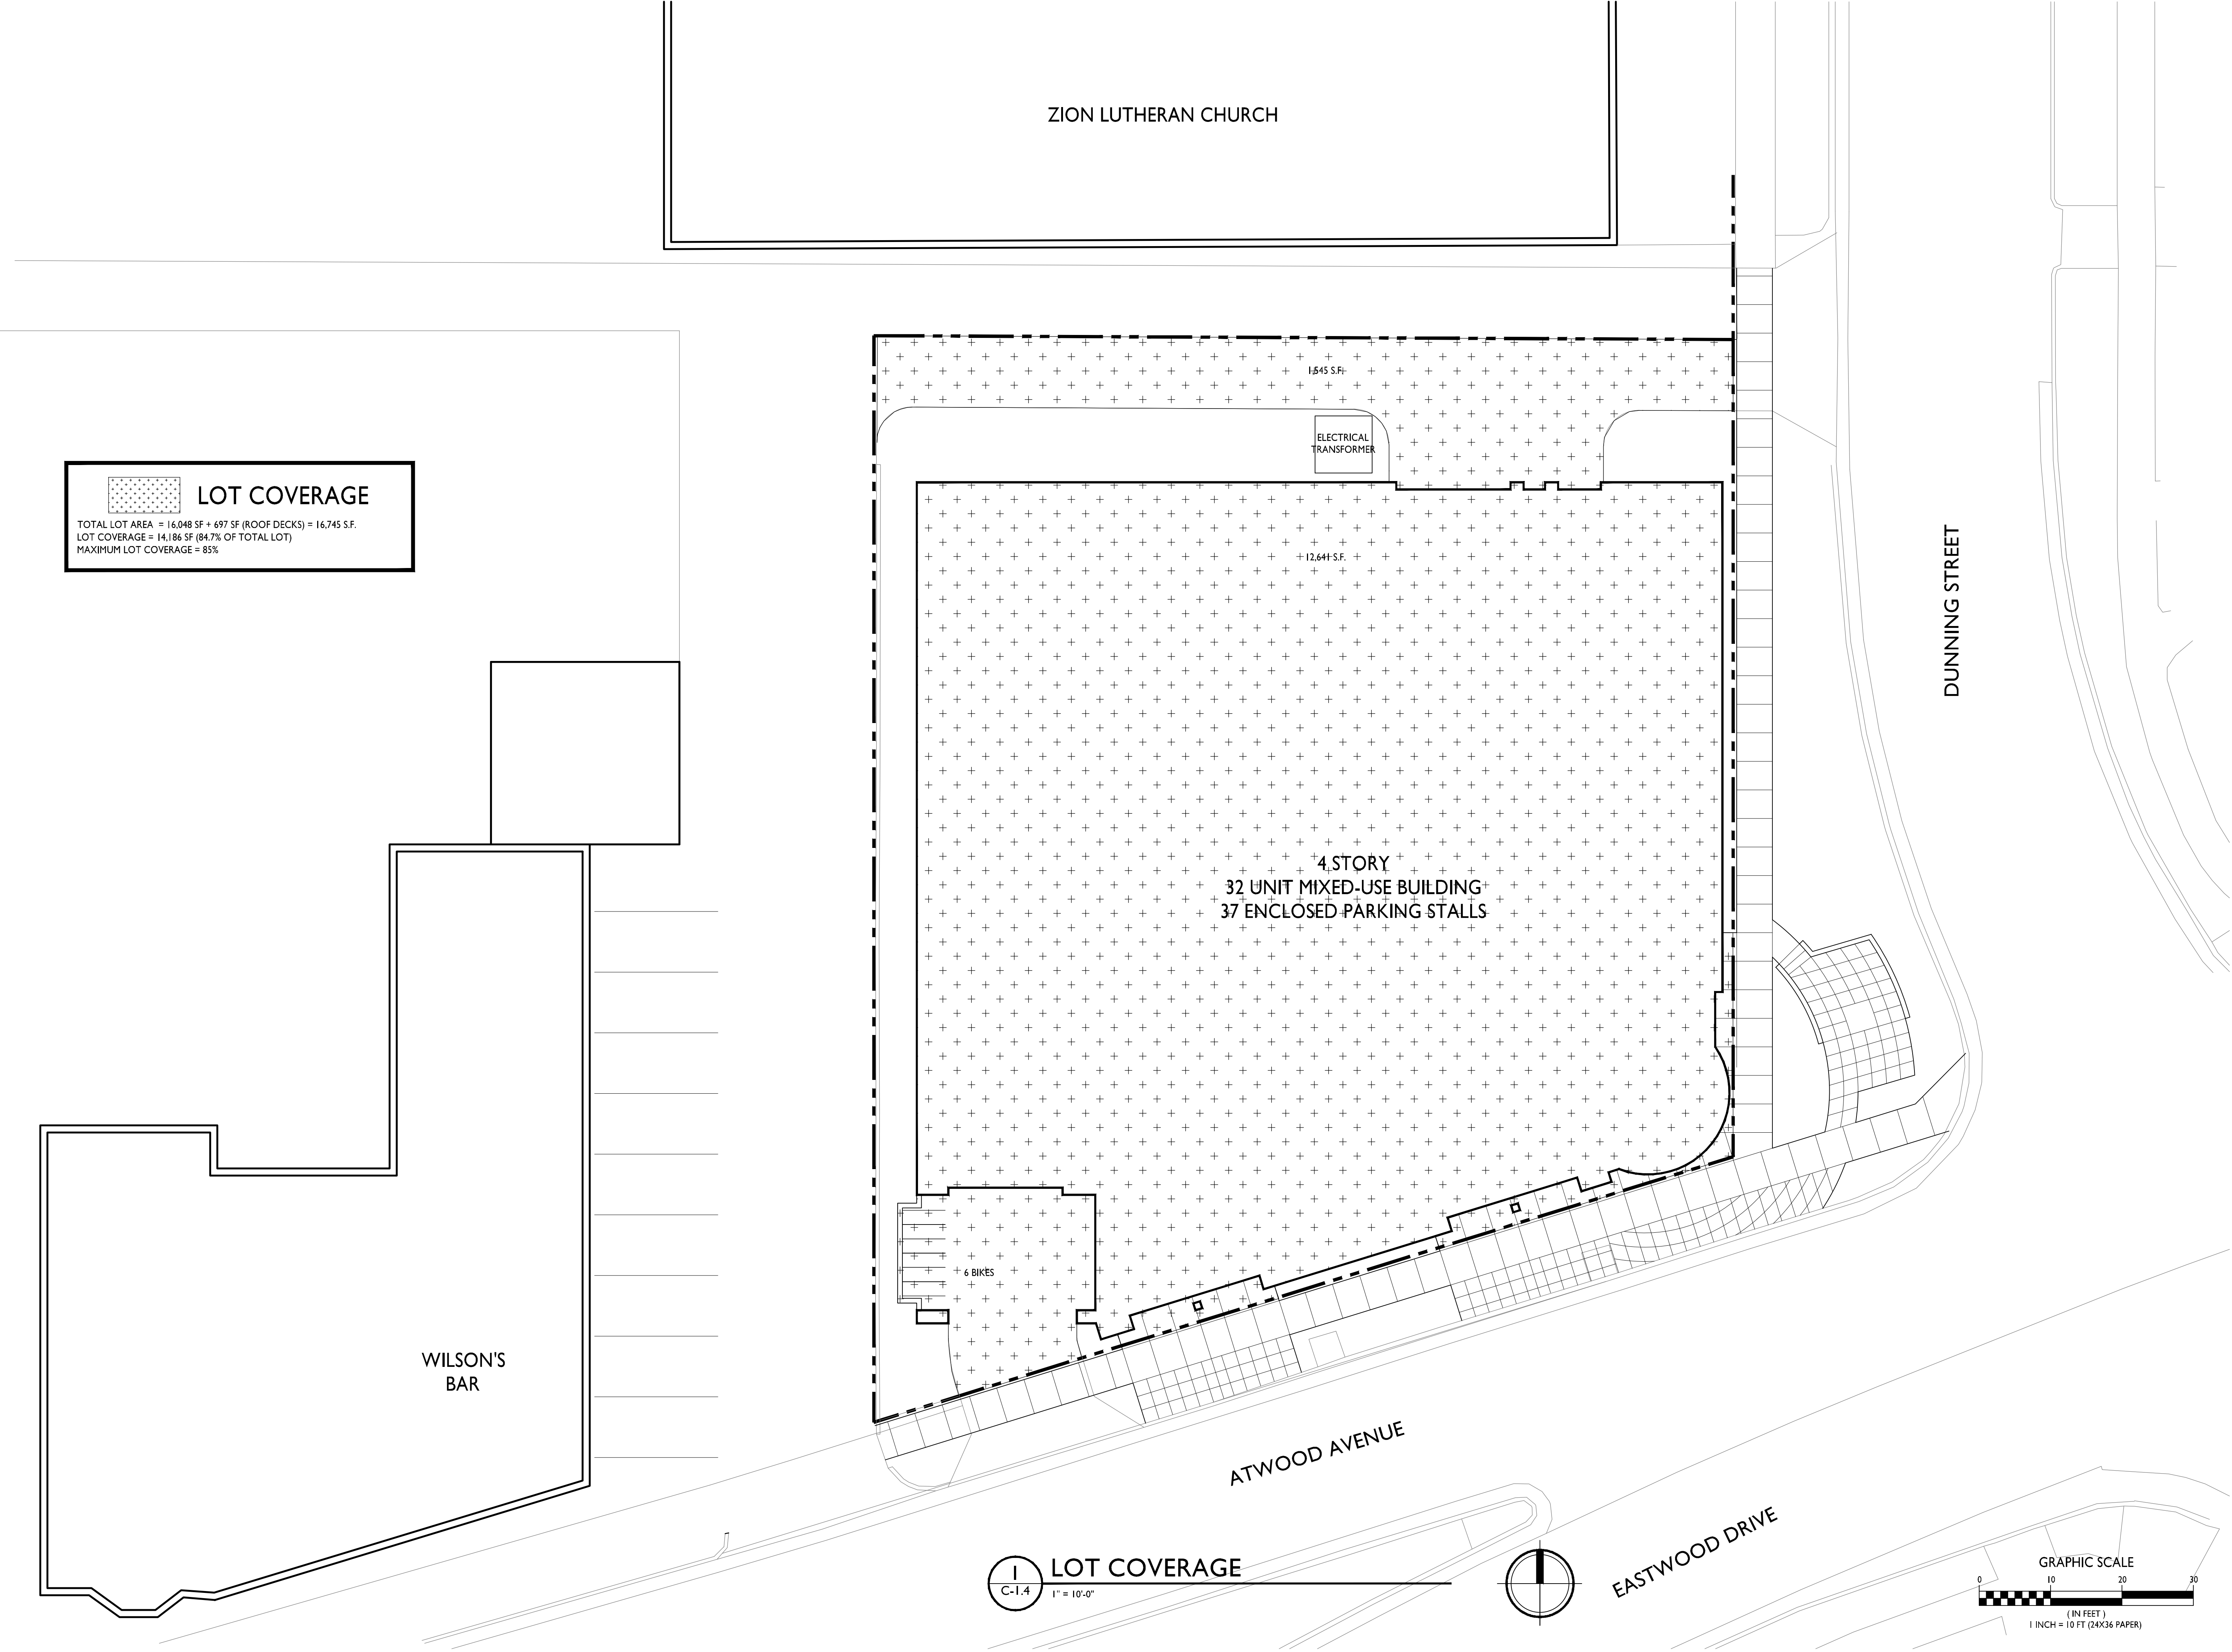 ZION LUTHERAN CHURCH
1,545 S.F.
ELECTRICAL
TRANSFORMER
LOT COVERAGE
TOTAL LOT AREA = 16,048 SF + 697 SF (ROOF DECKS) = 16,745 S.F.
LOT COVERAGE = 14,186 SF (84.7% OF TOTAL LOT)
MAXIMUM LOT COVERAGE = 85%
12,641 S.F.
DUNNING STREET
4 STORY
32 UNIT MIXED-USE BUILDING
37 ENCLOSED PARKING STALLS
6 BIKES
WILSON'S
BAR
ATWOOD AVENUE
EASTWOOD DRIVE
1
C-1.4
LOT COVERAGE
1" = 10'-0"
GRAPHIC SCALE
0 10 20 30
( IN FEET )
1 INCH = 10 FT (24X36 PAPER)